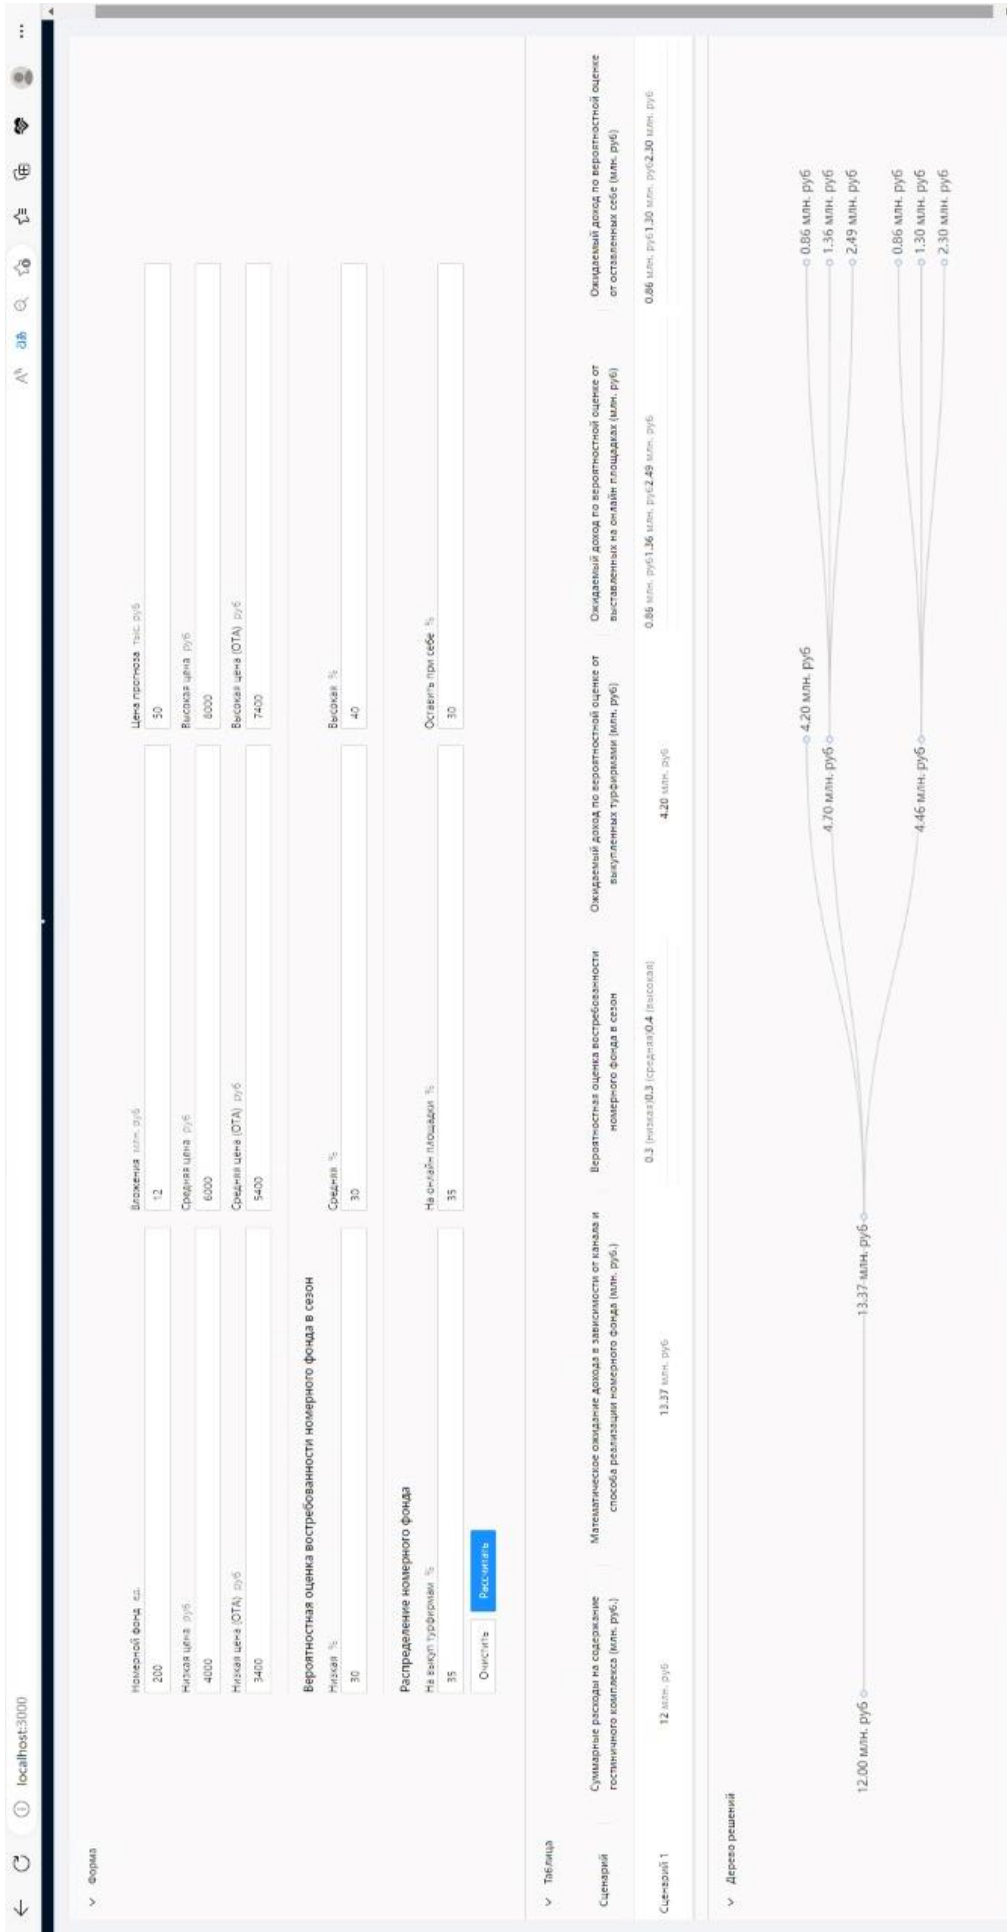 localhost:3000
Форма
Номерной фонд ед.
Вложения млн. руб
Цена прогноза тыс. руб
200
12
50
Низкая цена руб
Средняя цена руб
Высокая цена руб
4000
6000
8000
Низкая цена (OTA) руб
Средняя цена (OTA) руб
Высокая цена (OTA) руб
3400
5400
7400
Вероятностная оценка востребованности номерного фонда в сезон
Низкая %
Средняя %
Высокая %
30
30
40
Распределение номерного фонда
На выкуп турфирмам %
На онлайн площадки %
Оставить при себе %
35
35
30
Очистить
Рассчитать
Таблица
Сценарий
Суммарные расходы на содержание
гостиничного комплекса (млн. руб.)
Математическое ожидание дохода в зависимости от канала и
способа реализации номерного фонда (млн. руб.)
Вероятностная оценка востребованности
номерного фонда в сезон
Ожидаемый доход по вероятностной оценке от
выкупленных турфирмами (млн. руб)
Ожидаемый доход по вероятностной оценке от
выставленных на онлайн площадках (млн. руб)
Ожидаемый доход по вероятностной оценке
от оставленных себе (млн. руб)
Сценарий 1
12 млн. руб
13.37 млн. руб
0.3 (низкая)0.3 (средняя)0.4 (высокая)
4.20 млн. руб
0.86 млн. руб1.36 млн. руб2.49 млн. руб
0.86 млн. руб1.30 млн. руб2.30 млн. руб
Дерево решений
12.00 млн. руб
13.37 млн. руб
4.20 млн. руб
4.70 млн. руб
4.46 млн. руб
0.86 млн. руб
1.36 млн. руб
2.49 млн. руб
0.86 млн. руб
1.30 млн. руб
2.30 млн. руб